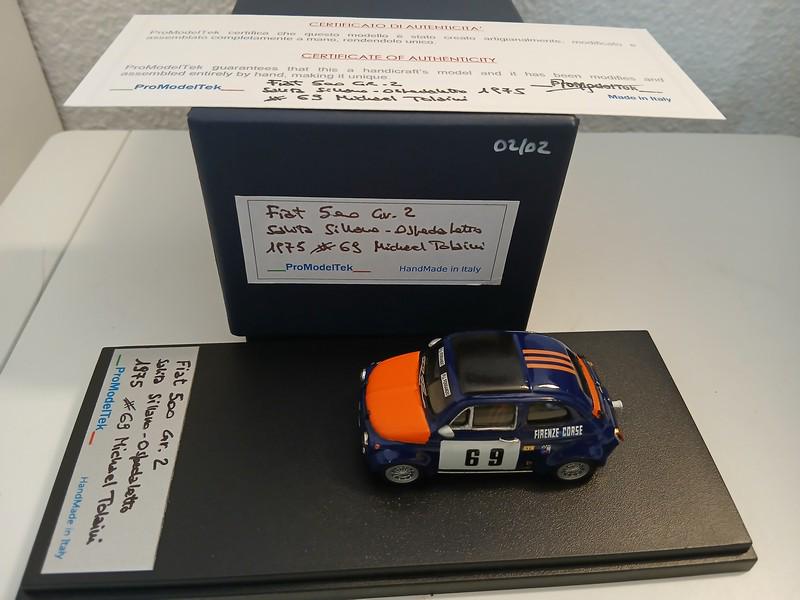 CERTIFICATO DI AUTENTICITA'
ProModelTek certifica che questo modello e stato creato artigianalmente, modificato e
assemblato completamente a mano, rendendolo unico.
CERTIFICATE OF AUTHENTICITY
ProModelTek guarantees that this a handicraft's model and it has been modifies and
assembled entirely by hand, making it unique
Fiat 500 Gr. 2
ProModelTek
Salita Sillano - Ospedaletto 1975
# 69 Michael Tolaini
ProModelTek
Made in Italy
02/02
Fiat 500 Gr. 2
Salita Sillano - Ospedaletto
1975 # 69 Michael Tolaini
ProModelTek
HandMade in Italy
Fiat 500 Gr. 2
Salita Sillano - Ospedaletto
1975 # 69 Michael Tolaini
ProModelTek
HandMade in Italy
FIRENZE CORSE
69